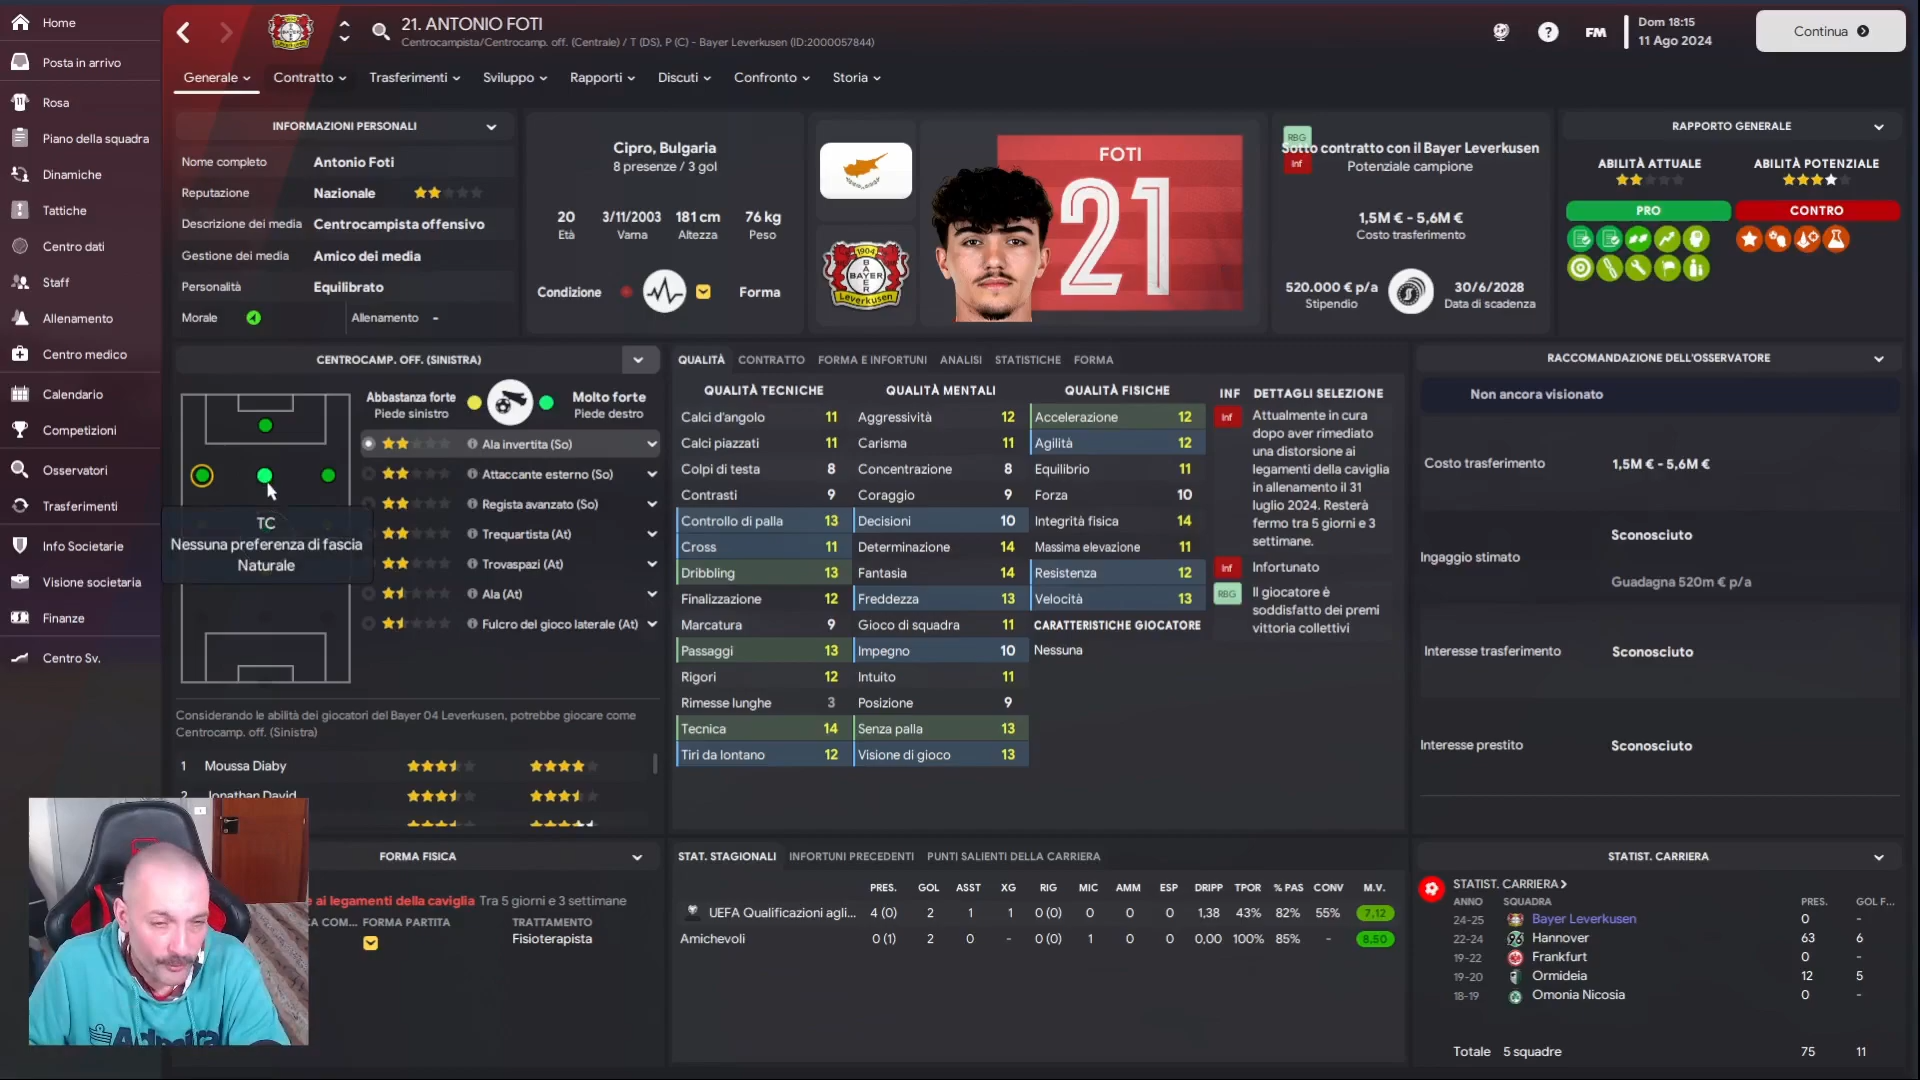 Home
Posta in arrivo
Rosa
Piano della squadra
Dinamiche
Tattiche
Centro dati
Staff
Allenamento
Centro medico
Calendario
Competizioni
Osservatori
Trasferimenti
Info Societarie
Visione societaria
Finanze
Centro Sv.
21. ANTONIO FOTI
Centrocampista/Centrocamp. off. (Centrale) / T (DS), P (C) - Bayer Leverkusen (ID:2000057844)
FM
Dom 18:15
11 Ago 2024
Continua
Generale
Contratto
Trasferimenti
Sviluppo
Rapporti
Discuti
Confronto
Storia
INFORMAZIONI PERSONALI
Nome completo Antonio Foti
Reputazione Nazionale
Descrizione dei media Centrocampista offensivo
Gestione dei media Amico dei media
Personalità Equilibrato
Morale
Allenamento -
Cipro, Bulgaria
8 presenze / 3 gol
20 3/11/2003 181 cm 76 kg
Età Varna Altezza Peso
Condizione Forma
1904
BAYER
Leverkusen
FOTI
21
RBG
Inf
Sotto contratto con il Bayer Leverkusen
Potenziale campione
1,5M € - 5,6M €
Costo trasferimento
520.000 € p/a
Stipendio
30/6/2028
Data di scadenza
RAPPORTO GENERALE
ABILITÀ ATTUALE ABILITÀ POTENZIALE
PRO CONTRO
CENTROCAMP. OFF. (SINISTRA)
Abbastanza forte
Piede sinistro
Molto forte
Piede destro
Ala invertita (So)
Attaccante esterno (So)
Regista avanzato (So)
Trequartista (At)
Trovaspazi (At)
Ala (At)
Fulcro del gioco laterale (At)
TC
Nessuna preferenza di fascia
Naturale
Considerando le abilità dei giocatori del Bayer 04 Leverkusen, potrebbe giocare come
Centrocamp. off. (Sinistra)
1 Moussa Diaby
2 Jonathan David
QUALITÀ CONTRATTO FORMA E INFORTUNI ANALISI STATISTICHE FORMA
QUALITÀ TECNICHE
Calci d'angolo 11
Calci piazzati 11
Colpi di testa 8
Contrasti 9
Controllo di palla 13
Cross 11
Dribbling 13
Finalizzazione 12
Marcatura 9
Passaggi 13
Rigori 12
Rimesse lunghe 3
Tecnica 14
Tiri da lontano 12
QUALITÀ MENTALI
Aggressività 12
Carisma 11
Concentrazione 8
Coraggio 9
Decisioni 10
Determinazione 14
Fantasia 14
Freddezza 13
Gioco di squadra 11
Impegno 10
Intuito 11
Posizione 9
Senza palla 13
Visione di gioco 13
QUALITÀ FISICHE
Accelerazione 12
Agilità 12
Equilibrio 11
Forza 10
Integrità fisica 14
Massima elevazione 11
Resistenza 12
Velocità 13
CARATTERISTICHE GIOCATORE
Nessuna
INF DETTAGLI SELEZIONE
Inf
Attualmente in cura
dopo aver rimediato
una distorsione ai
legamenti della caviglia
in allenamento il 31
luglio 2024. Resterà
fermo tra 5 giorni e 3
settimane.
Inf Infortunato
RBG
Il giocatore è
soddisfatto dei premi
vittoria collettivi
RACCOMANDAZIONE DELL'OSSERVATORE
Non ancora visionato
Costo trasferimento 1,5M € - 5,6M €
Ingaggio stimato
Sconosciuto
Guadagna 520m € p/a
Interesse trasferimento Sconosciuto
Interesse prestito Sconosciuto
FORMA FISICA
e ai legamenti della caviglia Tra 5 giorni e 3 settimane
CA COM... FORMA PARTITA TRATTAMENTO
Fisioterapista
STAT. STAGIONALI INFORTUNI PRECEDENTI PUNTI SALIENTI DELLA CARRIERA
PRES. GOL ASST XG RIG MIC AMM ESP DRIPP TPOR % PAS CONV M.V.
UEFA Qualificazioni agli... 4 (0) 2 1 1 0 (0) 0 0 0 1,38 43% 82% 55% 7,12
Amichevoli 0 (1) 2 0 - 0 (0) 1 0 0 0,00 100% 85% - 8,50
STATIST. CARRIERA
STATIST. CARRIERA
ANNO SQUADRA PRES. GOL F...
24-25 Bayer Leverkusen 0 -
22-24 Hannover 63 6
19-22 Frankfurt 0 -
19-20 Ormideia 12 5
18-19 Omonia Nicosia 0 -
Totale 5 squadre 75 11